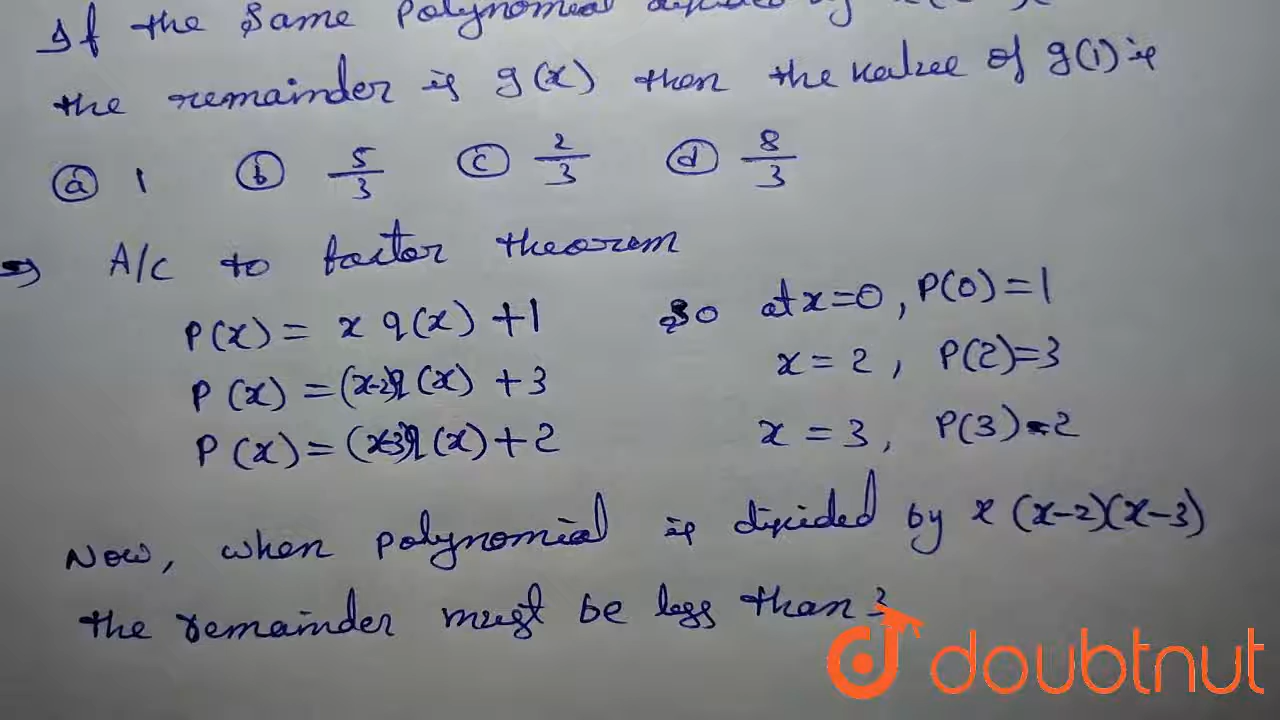 If the same polynomial divided by
the remainder is g(x) then the value of g(1) is
(a) 1 (b) 5/3 (c) 2/3 (d) 8/3
⇒ A/C to factor theorem
P(x) = x q(x) + 1 so at x=0, P(0) = 1
P(x) = (x-2)q(x) + 3 x = 2, P(2)=3
P(x) = (x-3)q(x) + 2 x = 3, P(3)=2
Now, when polynomial is divided by x (x-2)(x-3)
the remainder must be less than 3
doubtnut